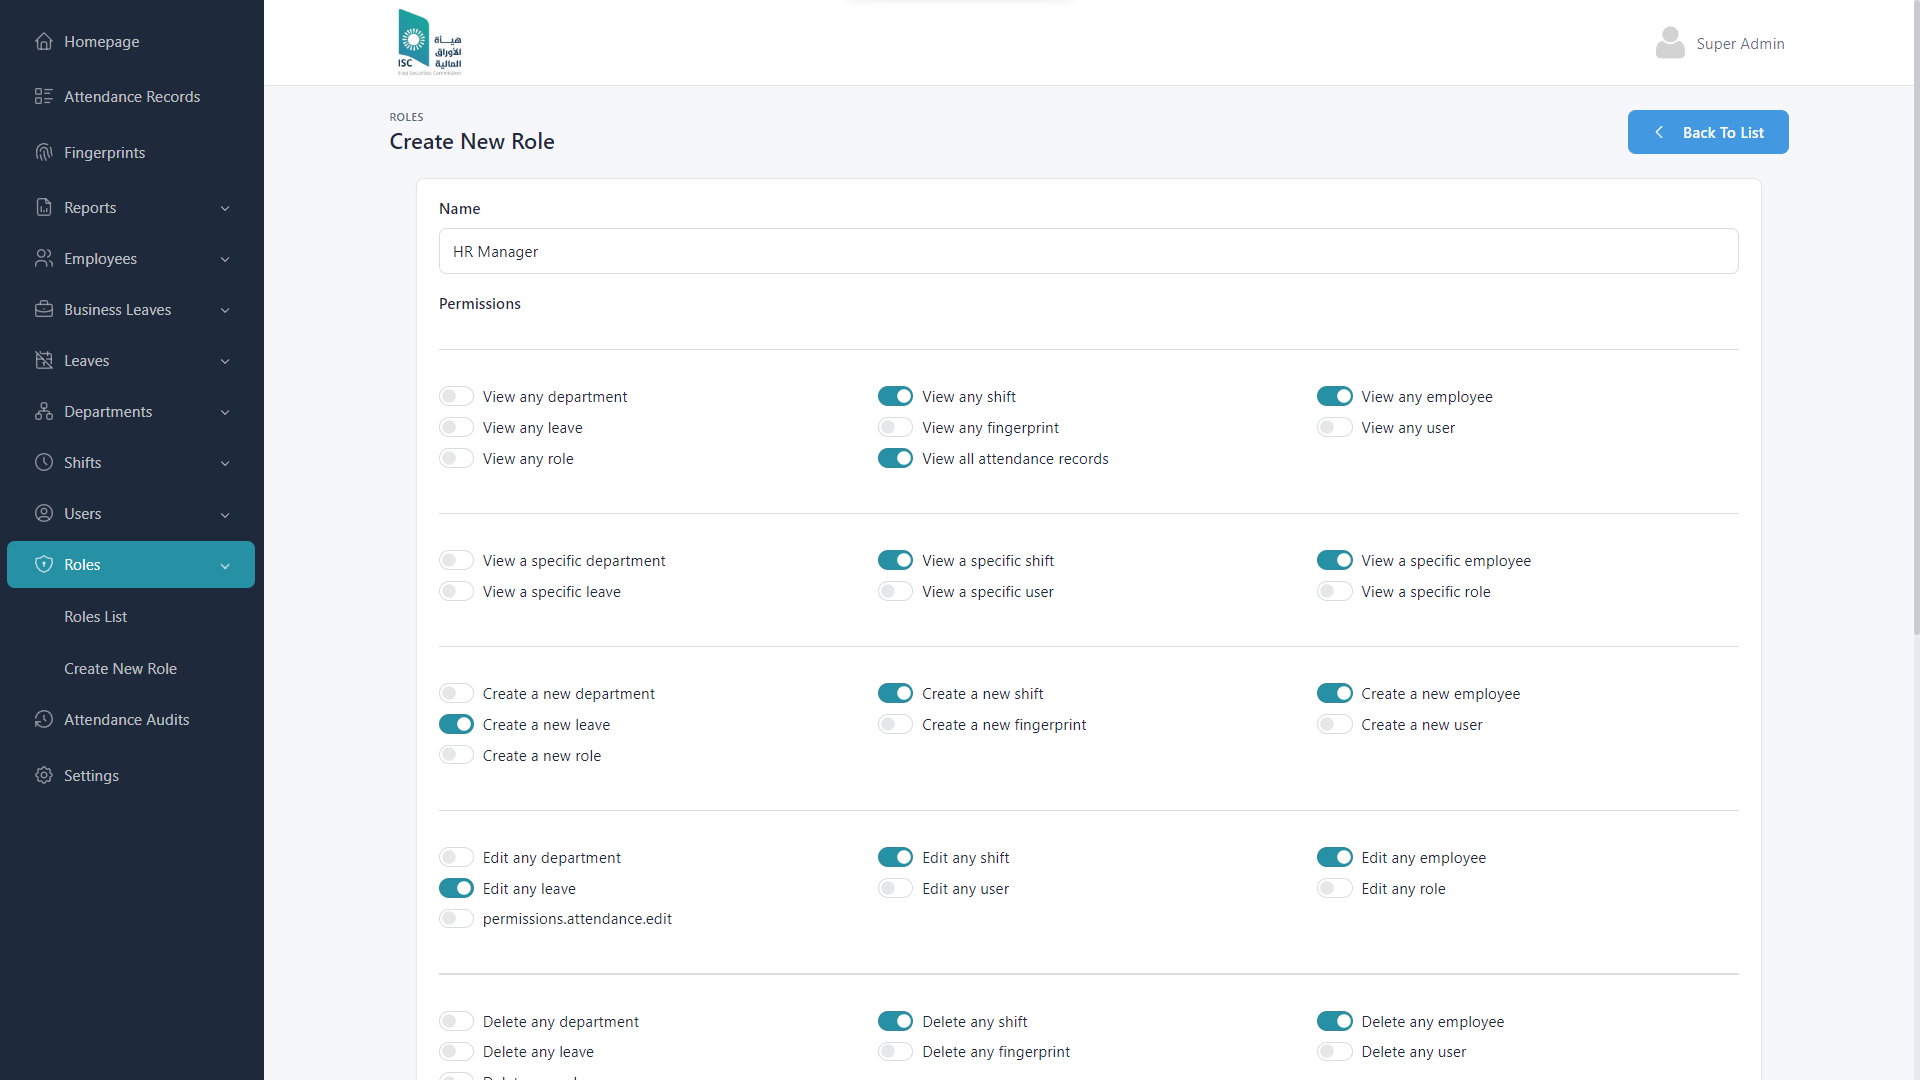 Homepage
Attendance Records
Fingerprints
Reports
Employees
Business Leaves
Leaves
Departments
Shifts
Users
Roles
Roles List
Create New Role
Attendance Audits
Settings
هيـأة
الأوراق
المالية
ISC
Iraqi Securities Commission
Super Admin
ROLES
Create New Role
Back To List
Name
HR Manager
Permissions
View any department
View any shift
View any employee
View any leave
View any fingerprint
View any user
View any role
View all attendance records
View a specific department
View a specific shift
View a specific employee
View a specific leave
View a specific user
View a specific role
Create a new department
Create a new shift
Create a new employee
Create a new leave
Create a new fingerprint
Create a new user
Create a new role
Edit any department
Edit any shift
Edit any employee
Edit any leave
Edit any user
Edit any role
permissions.attendance.edit
Delete any department
Delete any shift
Delete any employee
Delete any leave
Delete any fingerprint
Delete any user